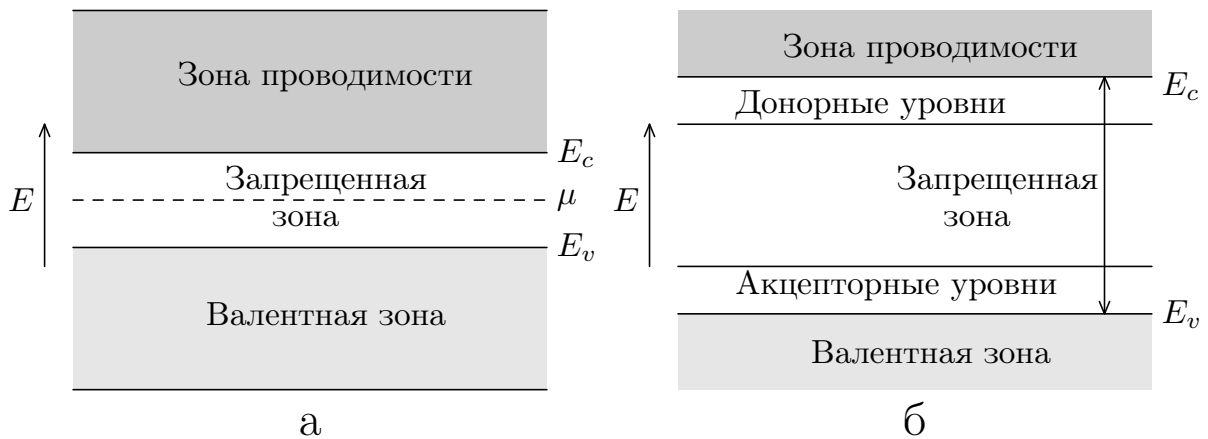 Зона проводимости
E_c
Запрещенная
E
μ
зона
E_v
Валентная зона
а
Зона проводимости
E_c
Донорные уровни
Запрещенная
E
зона
Акцепторные уровни
E_v
Валентная зона
б